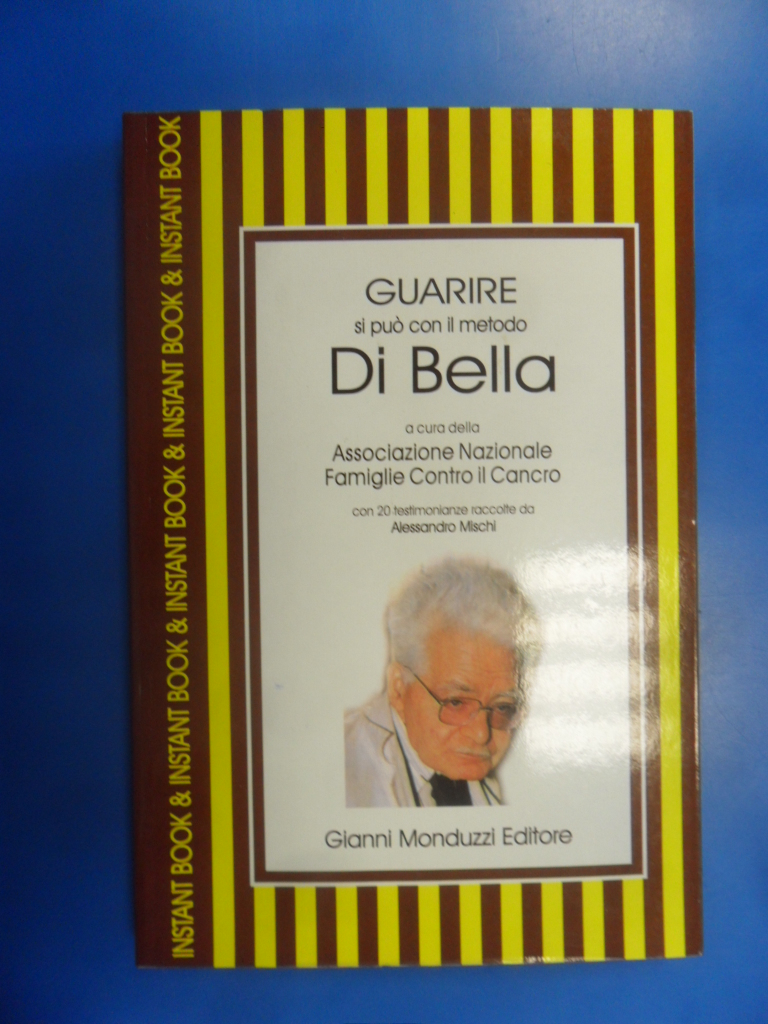 INSTANT BOOK & INSTANT BOOK & INSTANT BOOK & INSTANT BOOK & INSTANT BOOK
GUARIRE
si può con il metodo
Di Bella
a cura della
Associazione Nazionale
Famiglie Contro il Cancro
con 20 testimonianze raccolte da
Alessandro Mischi
Gianni Monduzzi Editore